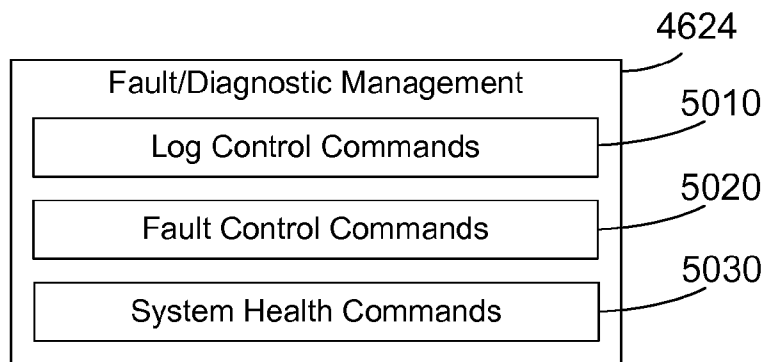 4624
Fault/Diagnostic Management
5010
Log Control Commands
5020
Fault Control Commands
5030
System Health Commands